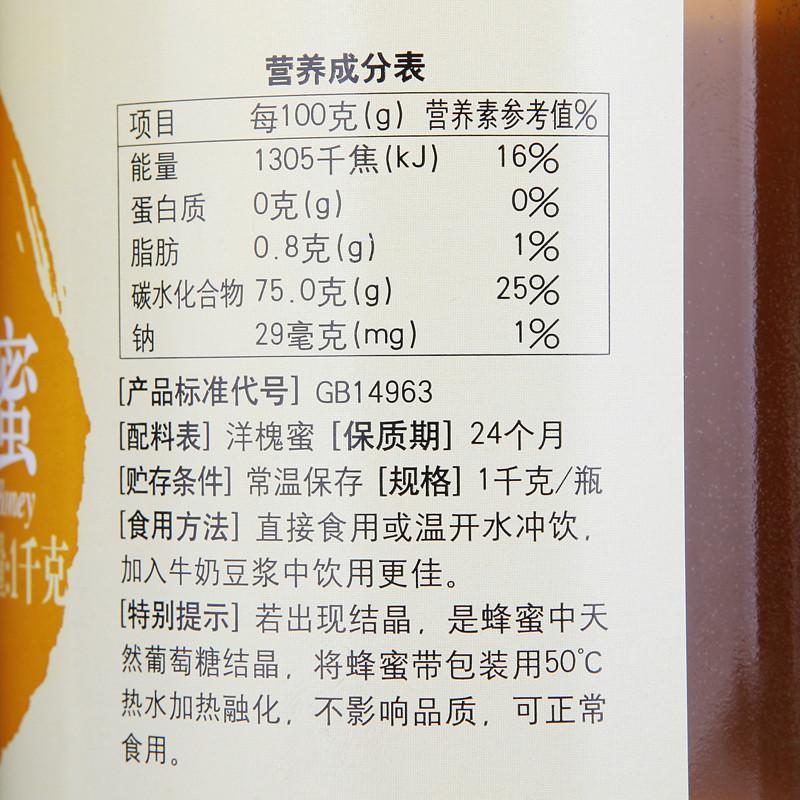 营养成分表
项目 每100克(g) 营养素参考值%
能量 1305千焦(kJ) 16%
蛋白质 0克(g) 0%
脂肪 0.8克(g) 1%
碳水化合物 75.0克(g) 25%
钠 29毫克(mg) 1%
[产品标准代号] GB14963
[配料表] 洋槐蜜 [保质期] 24个月
[贮存条件] 常温保存 [规格] 1千克/瓶
[食用方法] 直接食用或温开水冲饮,
加入牛奶豆浆中饮用更佳。
[特别提示] 若出现结晶, 是蜂蜜中天
然葡萄糖结晶, 将蜂蜜带包装用50℃
热水加热融化, 不影响品质, 可正常
食用。
蜜
oney
:1千克